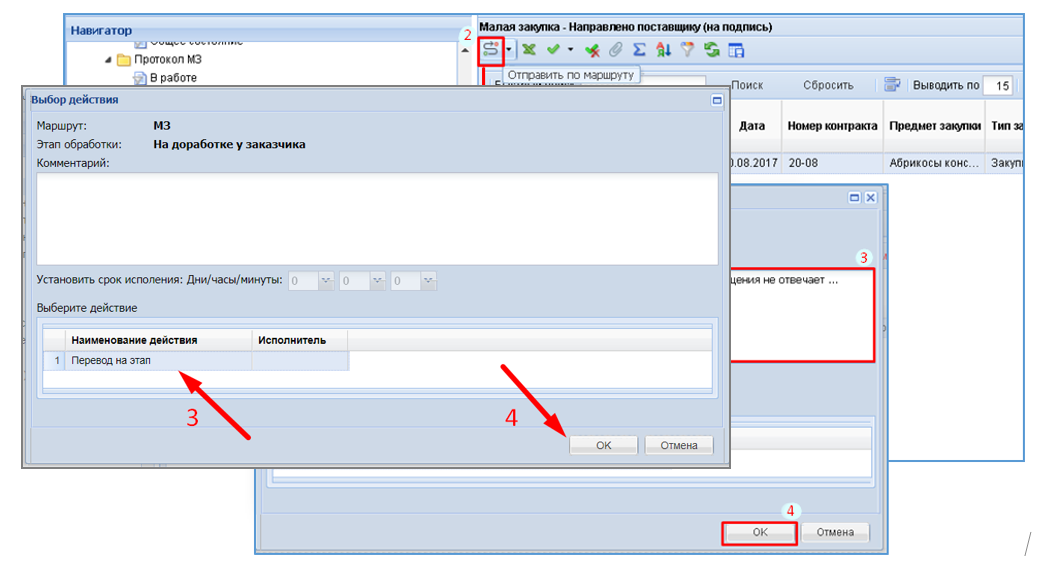 Навигатор
Общее состояние
Протокол МЗ
В работе
Малая закупка - Направлено поставщику (на подпись)
2
Отправить по маршруту
Поиск
Сбросить
Выводить по
15
Дата
Номер контракта
Предмет закупки
Тип за
0.08.2017
20-08
Абрикосы конс...
Закуп
Выбор действия
Маршрут:
МЗ
Этап обработки:
На доработке у заказчика
Комментарий:
Установить срок исполения: Дни/часы/минуты:
0
0
0
Выберите действие
Наименование действия
Исполнитель
1
Перевод на этап
3
4
ОК
Отмена
3
щения не отвечает ...
4
ОК
Отмена